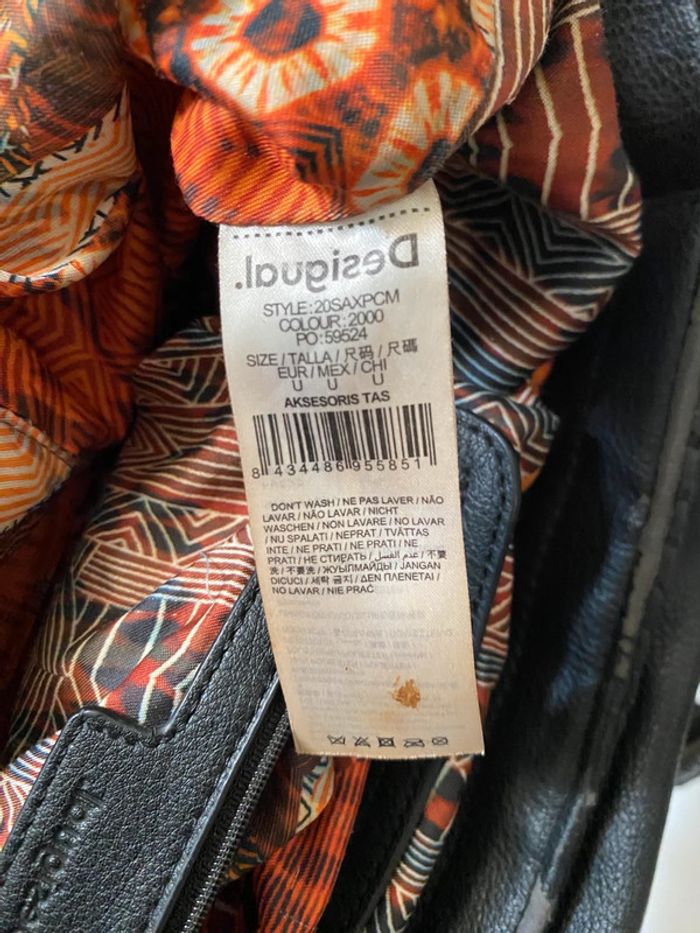 Desigual.
STYLE:20SAXPCM
COLOUR:2000
PO:59524
SIZE/TALLA/尺码/尺碼
EUR/MEX/CHI
U U U
AKSESORIS TAS
8 434486 955851
DON'T WASH / NE PAS LAVER / NÃO
LAVAR / NÃO LAVAR / NICHT
WASCHEN / NON LAVARE / NO LAVAR
/ NU SPALATI / NEPRAT / TVÄTTAS
INTE / NE PRATI / NE PRATI / NE
PRATI / НЕ СТИРАТЬ / عدم الغسل / 不要
洗 / 不要洗 / ЖУЫЛМАЙДЫ / JANGAN
DICUCI / 세탁 금지 / ΔΕΝ ΠΛΕΝΕΤΑΙ /
NO LAVAR / NIE PRAĆ
Desigual